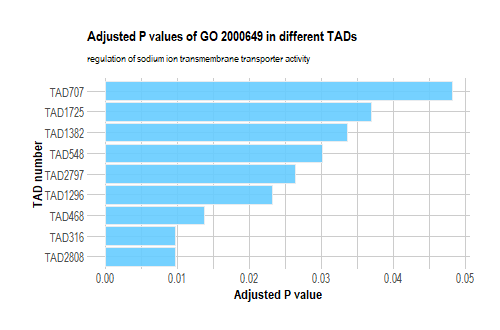 Adjusted P values of GO 2000649 in different TADs
regulation of sodium ion transmembrane transporter activity
TAD number
TAD707
TAD1725
TAD1382
TAD548
TAD2797
TAD1296
TAD468
TAD316
TAD2808
0.00 0.01 0.02 0.03 0.04 0.05
Adjusted P value